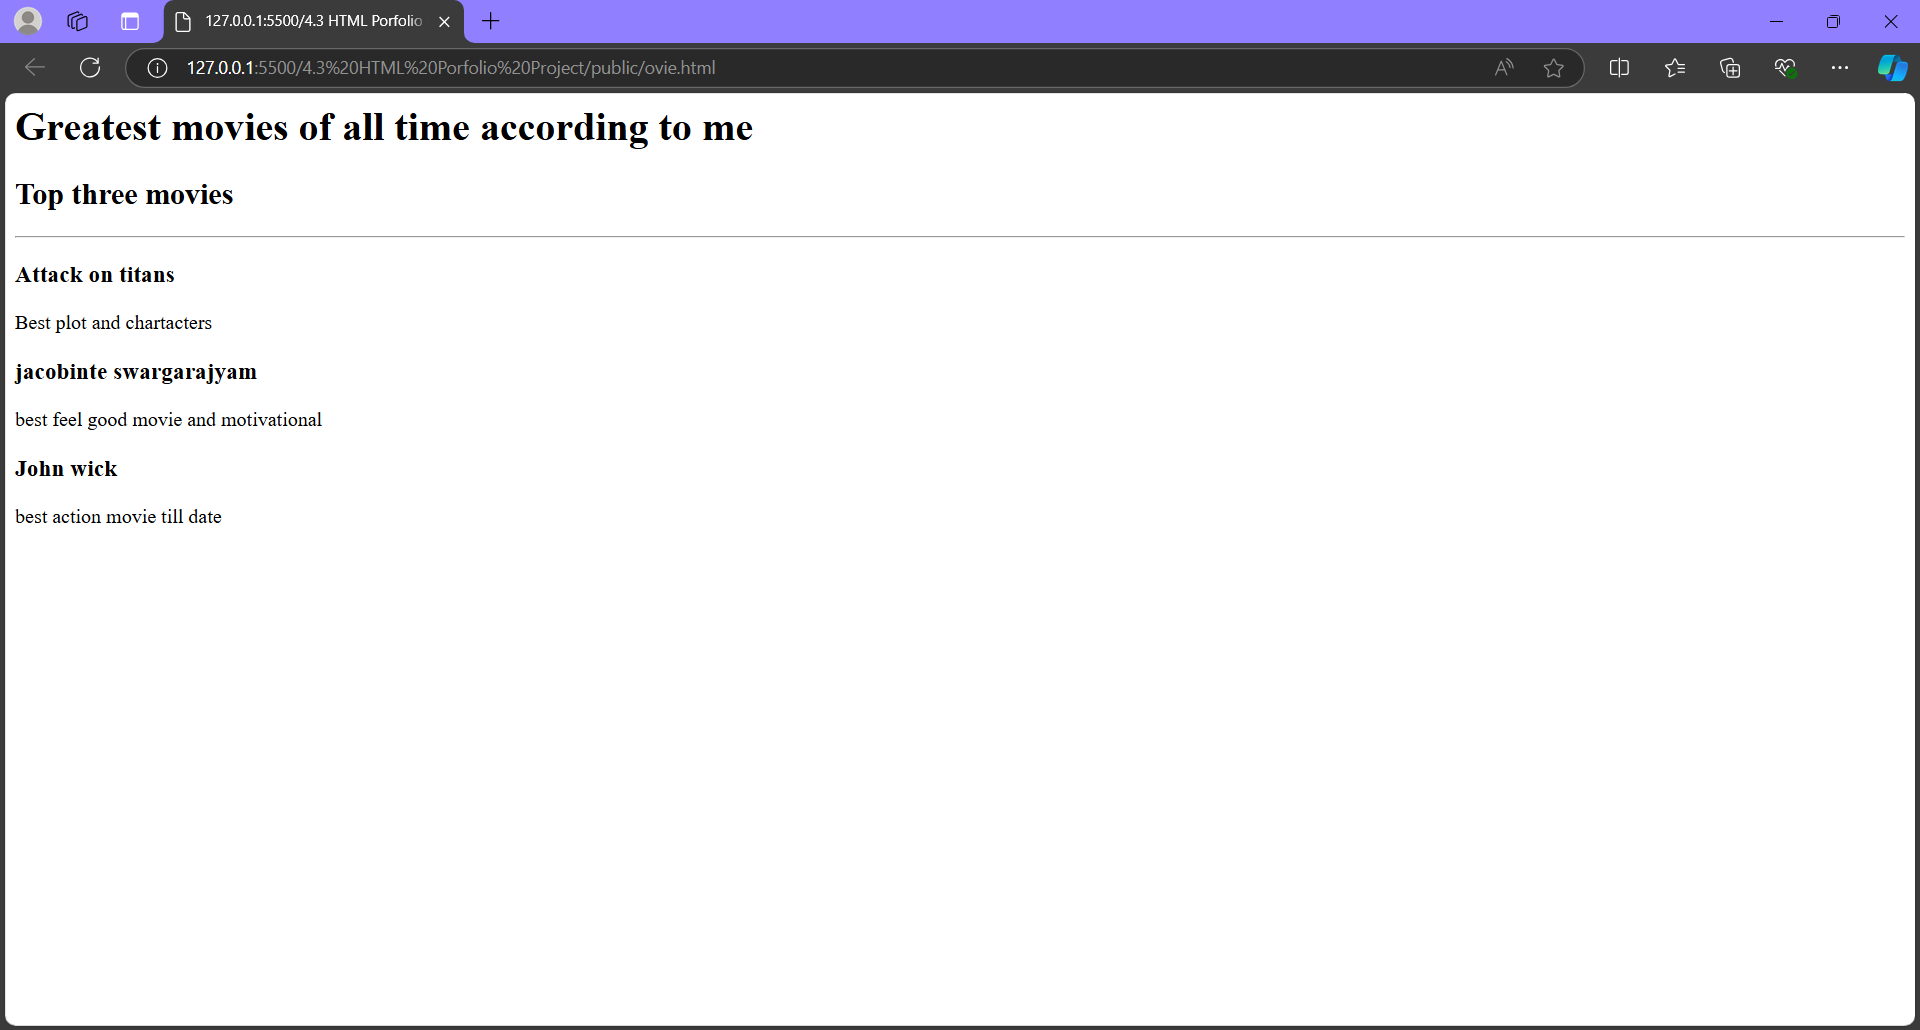 127.0.0.1:5500/4.3 HTML Porfolio
127.0.0.1:5500/4.3%20HTML%20Porfolio%20Project/public/ovie.html
Greatest movies of all time according to me
Top three movies
Attack on titans
Best plot and chartacters
jacobinte swargarajyam
best feel good movie and motivational
John wick
best action movie till date